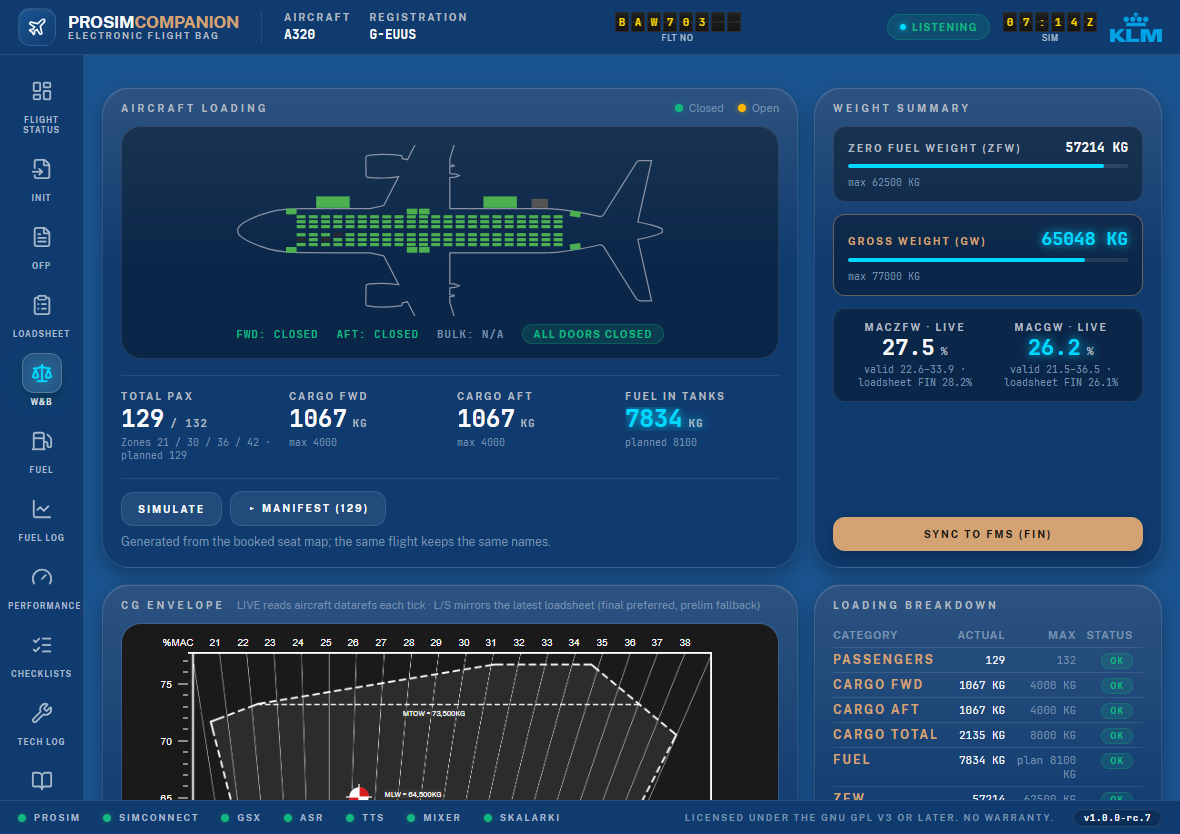 PROSIMCOMPANION
ELECTRONIC FLIGHT BAG
AIRCRAFT
A320
REGISTRATION
G-EUUS
BAW703
FLT NO
LISTENING
07:14Z
SIM
KLM
FLIGHT STATUS
INIT
OFP
LOADSHEET
W&B
FUEL
FUEL LOG
PERFORMANCE
CHECKLISTS
TECH LOG
AIRCRAFT LOADING
Closed
Open
FWD: CLOSED AFT: CLOSED BULK: N/A ALL DOORS CLOSED
TOTAL PAX
129 / 132
Zones 21 / 30 / 36 / 42 ·
planned 129
CARGO FWD
1067 KG
max 4000
CARGO AFT
1067 KG
max 4000
FUEL IN TANKS
7834 KG
planned 8100
SIMULATE
► MANIFEST (129)
Generated from the booked seat map; the same flight keeps the same names.
WEIGHT SUMMARY
ZERO FUEL WEIGHT (ZFW) 57214 KG
max 62500 KG
GROSS WEIGHT (GW) 65048 KG
max 77000 KG
MACZFW · LIVE
27.5 %
valid 22.6–33.9 ·
loadsheet FIN 28.2%
MACGW · LIVE
26.2 %
valid 21.5–36.5 ·
loadsheet FIN 26.1%
SYNC TO FMS (FIN)
CG ENVELOPE LIVE reads aircraft datarefs each tick · L/S mirrors the latest loadsheet (final preferred, prelim fallback)
%MAC 21 22 23 24 25 26 27 28 29 30 31 32 33 34 35 36 37 38
75
MTOW = 73,500KG
70
MLW = 64,500KG
65
LOADING BREAKDOWN
CATEGORY ACTUAL MAX STATUS
PASSENGERS 129 132 OK
CARGO FWD 1067 KG 4000 KG OK
CARGO AFT 1067 KG 4000 KG OK
CARGO TOTAL 2135 KG 8000 KG OK
FUEL 7834 KG plan 8100 KG OK
ZFW 57214 62500 KG OK
PROSIM SIMCONNECT GSX ASR TTS MIXER SKALARKI
LICENSED UNDER THE GNU GPL V3 OR LATER. NO WARRANTY.
v1.0.0-rc.7